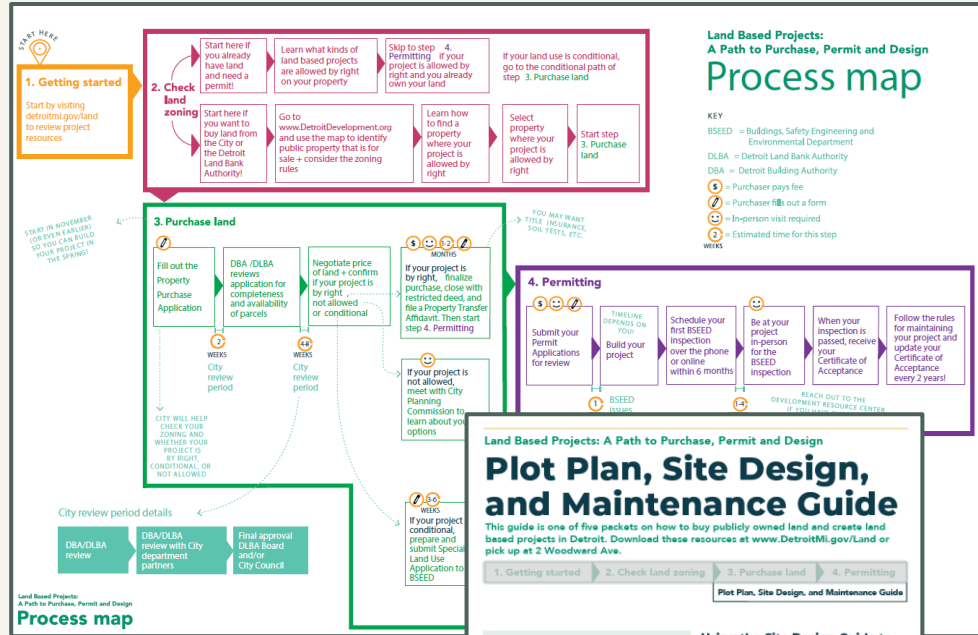 START HERE
1. Getting started
Start by visiting
detroitmi.gov/land
to review project
resources
2. Check
land
zoning
Start here if
you already
have land
and need a
permit!
Learn what kinds of
land based projects
are allowed by right
on your property
Skip to step 4.
Permitting if your
project is allowed by
right and you already
own your land
If your land use is conditional,
go to the conditional path of
step 3. Purchase land
Start here if
you want to
buy land from
the City or
the Detroit
Land Bank
Authority!
Go to
www.DetroitDevelopment.org
and use the map to identify
public property that is for
sale + consider the zoning
rules
Learn how
to find a
property
where your
project is
allowed by
right
Select
property
where your
project is
allowed by
right
Start step
3. Purchase
land
Land Based Projects:
A Path to Purchase, Permit and Design
Process map
KEY
BSEED = Buildings, Safety Engineering and
Environmental Department
DLBA = Detroit Land Bank Authority
DBA = Detroit Building Authority
$ = Purchaser pays fee
= Purchaser fills out a form
= In-person visit required
2 = Estimated time for this step
WEEKS
START IN NOVEMBER
(OR EVEN EARLIER)
SO YOU CAN BUILD
YOUR PROJECT IN
THE SPRING!
3. Purchase land
Fill out the
Property
Purchase
Application
DBA /DLBA
reviews
application for
completeness
and availability
of parcels
Negotiate price
of land + confirm
if your project is
by right ,
not allowed
or conditional
$ 1-2
MONTHS
If your project is
by right, finalize
purchase, close with
restricted deed, and
file a Property Transfer
Affidavit. Then start
step 4. Permitting
YOU MAY WANT
TITLE INSURANCE,
SOIL TESTS, ETC.
2
WEEKS
City
review
period
4-8
WEEKS
City
review
period
If your project is
not allowed,
meet with City
Planning
Commission to
learn about you
options
CITY WILL HELP
CHECK YOUR
ZONING AND
WHETHER YOUR
PROJECT IS
BY RIGHT,
CONDITIONAL, OR
NOT ALLOWED
3-6
WEEKS
If your project
conditional,
prepare and
submit Special
Land Use
Application to
BSEED
4. Permitting
$
Submit your
Permit
Applications
for review
TIMELINE
DEPENDS ON
YOU!
Build your
project
Schedule your
first BSEED
inspection
over the phone
or online
within 6 months
Be at your
project
in-person
for the
BSEED
inspection
When your
inspection is
passed, receive
your
Certificate of
Acceptance
Follow the rules
for maintaining
your project and
update your
Certificate of
Acceptance
every 2 years!
1 BSEED
issues
1-4
REACH OUT TO THE
DEVELOPMENT RESOURCE CENTER
IF YOU HAVE
City review period details
DBA/DLBA
review
DBA/DLBA
review with City
department
partners
Final approval
DLBA Board
and/or
City Council
Land Based Projects:
A Path to Purchase, Permit and Design
Process map
Land Based Projects: A Path to Purchase, Permit and Design
Plot Plan, Site Design,
and Maintenance Guide
This guide is one of five packets on how to buy publicly owned land and create land
based projects in Detroit. Download these resources at www.DetroitMi.gov/Land or
pick up at 2 Woodward Ave.
1. Getting started
2. Check land zoning
3. Purchase land
4. Permitting
Plot Plan, Site Design, and Maintenance Guide